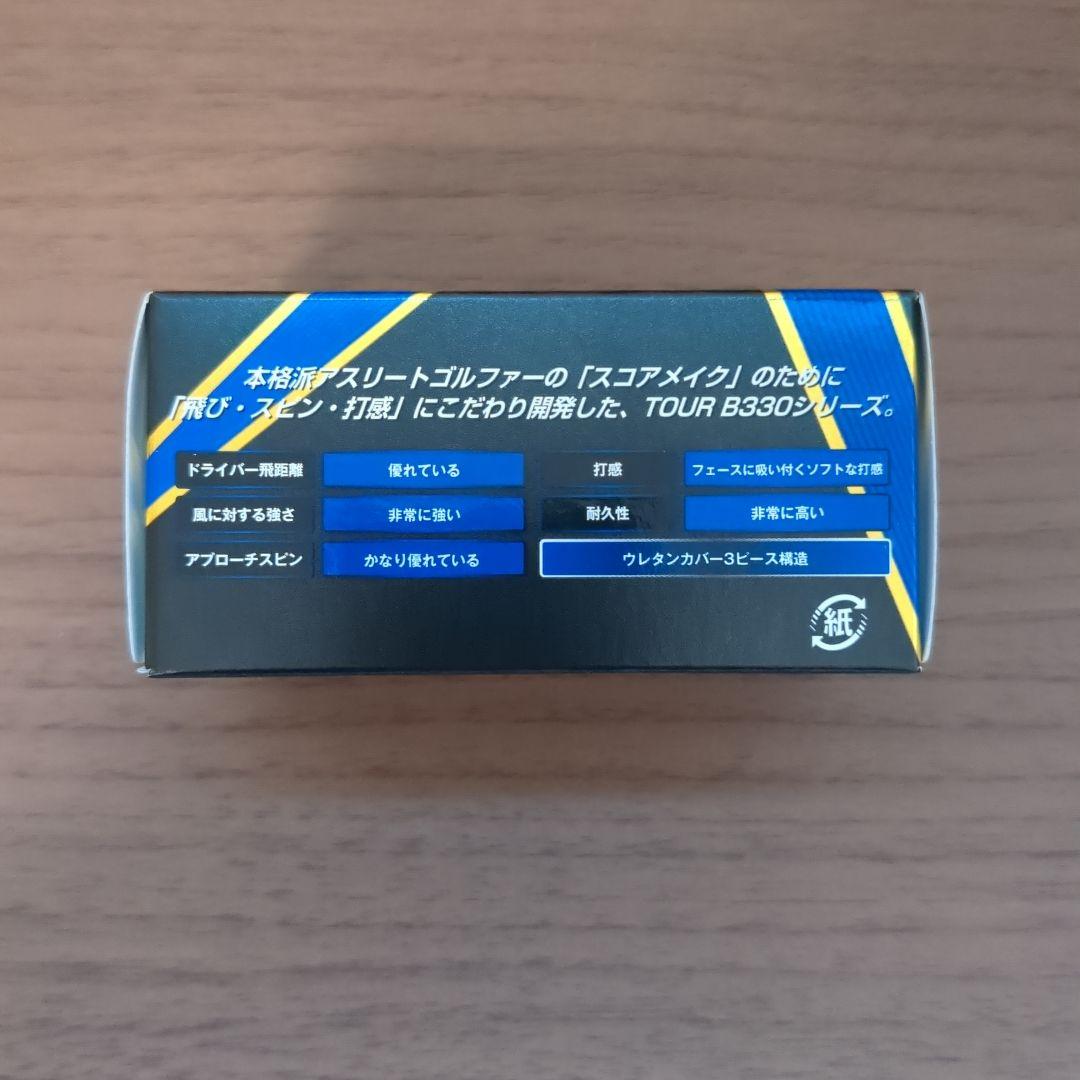 本格派アスリートゴルファーの「スコアメイク」のために
「飛び・スピン・打感」にこだわり開発した、TOUR B330シリーズ。
ドライバー飛距離 優れている 打感 フェースに吸い付くソフトな打感
風に対する強さ 非常に強い 耐久性 非常に高い
アプローチスピン かなり優れている ウレタンカバー3ピース構造
紙